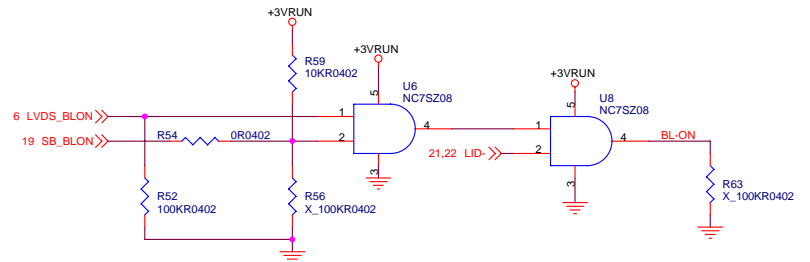 +3VRUN
R59
10KR0402
+3VRUN
U6
NC7SZ08
5
1
2
4
3
+3VRUN
U8
NC7SZ08
5
1
2
4
3
6 LVDS_BLON
19 SB_BLON
R54
0R0402
21,22 LID-
BL-ON
R52
100KR0402
R56
X_100KR0402
R63
X_100KR0402